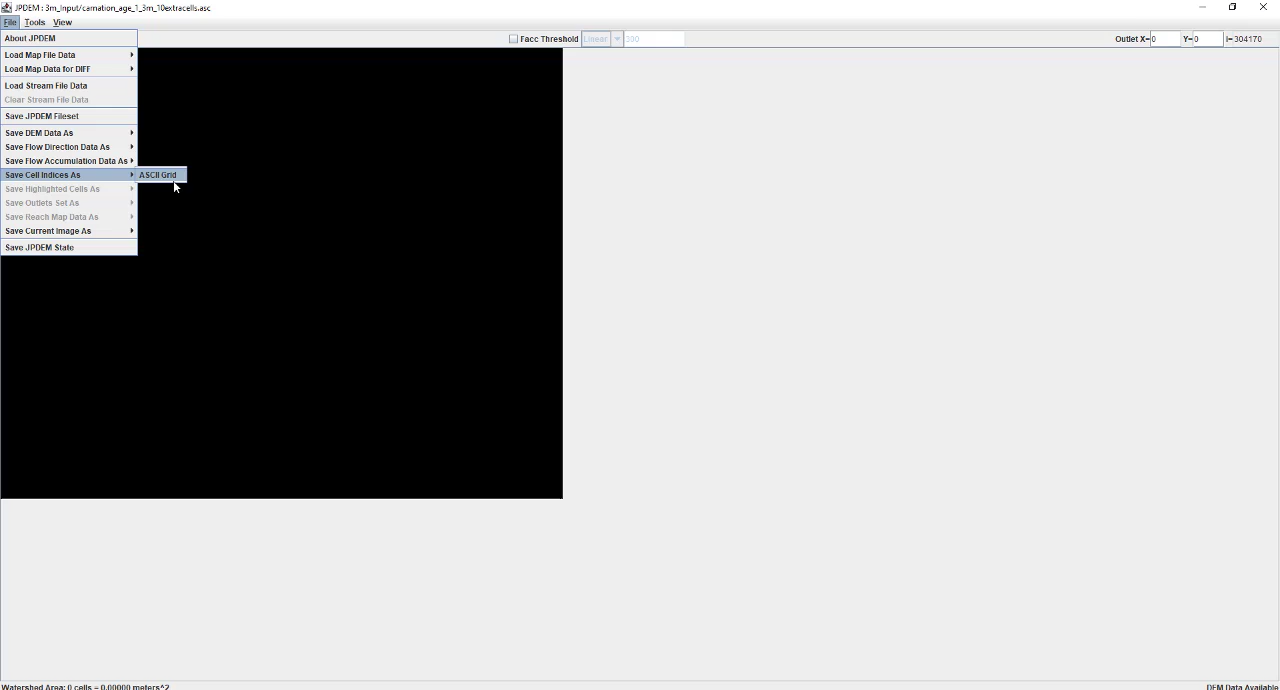 JPDEM : 3m_Input/carnation_age_1_3m_10extracells.asc
File Tools View
Facc Threshold Linear 300 Outlet X= 0 Y= 0 I= 304170
About JPDEM
Load Map File Data
Load Map Data for DIFF
Load Stream File Data
Clear Stream File Data
Save JPDEM Fileset
Save DEM Data As
Save Flow Direction Data As
Save Flow Accumulation Data As
Save Cell Indices As ASCII Grid
Save Highlighted Cells As
Save Outlets Set As
Save Reach Map Data As
Save Current Image As
Save JPDEM State
Watershed Area: 0 cells = 0.00000 meters^2 DEM Data Available